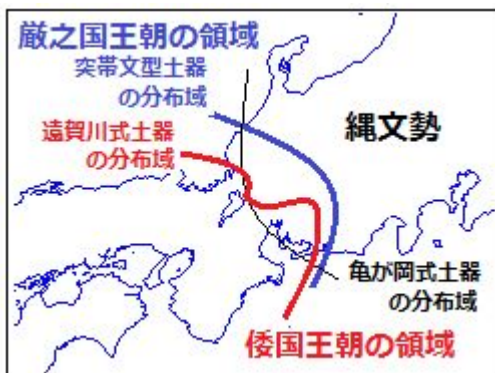 厳之国王朝の領域
突帯文型土器
の分布域
遠賀川式土器
の分布域
縄文勢
亀が岡式土器
の分布域
倭国王朝の領域